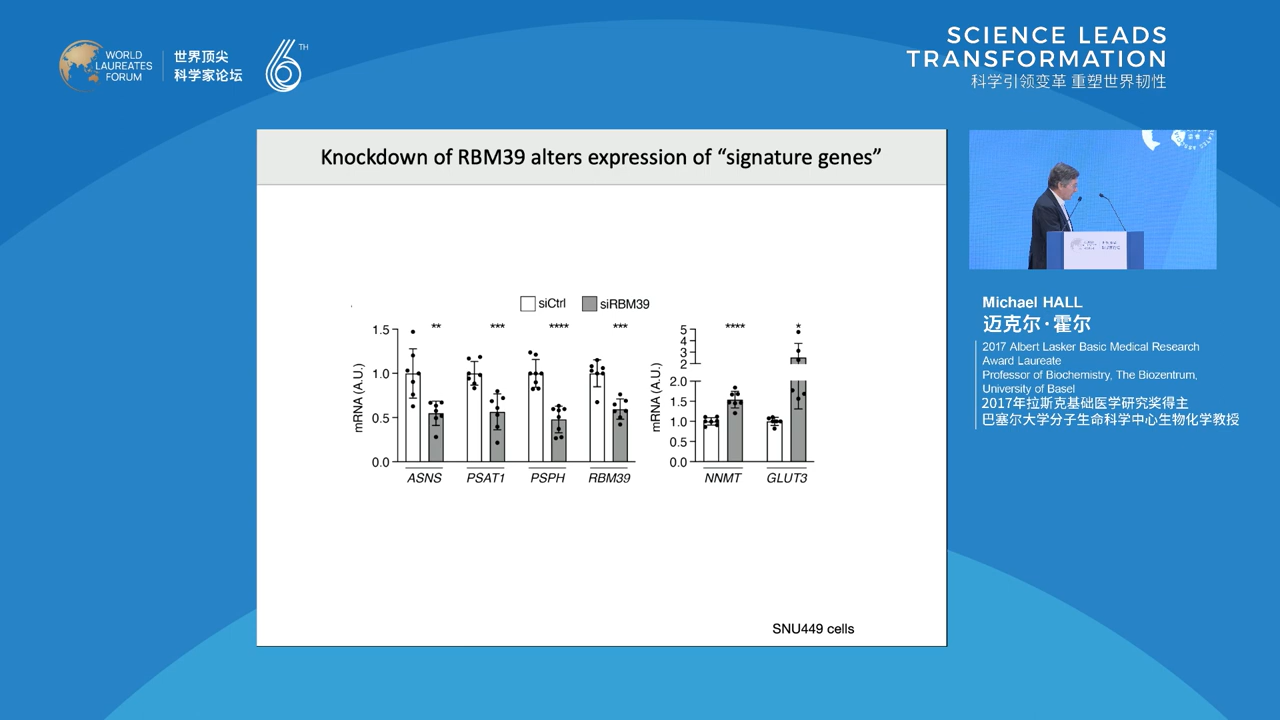 WORLD
LAUREATES
FORUM
世界顶尖
科学家论坛
6TH
SCIENCE LEADS
TRANSFORMATION
科学引领变革 重塑世界韧性
Knockdown of RBM39 alters expression of “signature genes”
siCtrl siRBM39
mRNA (A.U.)
1.5
1.0
0.5
0.0
** *** **** ***
ASNS PSAT1 PSPH RBM39
mRNA (A.U.)
5
4
3
2
2.0
1.5
1.0
0.5
0.0
**** *
NNMT GLUT3
SNU449 cells
Michael HALL
迈克尔·霍尔
2017 Albert Lasker Basic Medical Research
Award Laureate
Professor of Biochemistry, The Biozentrum,
University of Basel
2017年拉斯克基础医学研究奖得主
巴塞尔大学分子生命科学中心生物化学教授